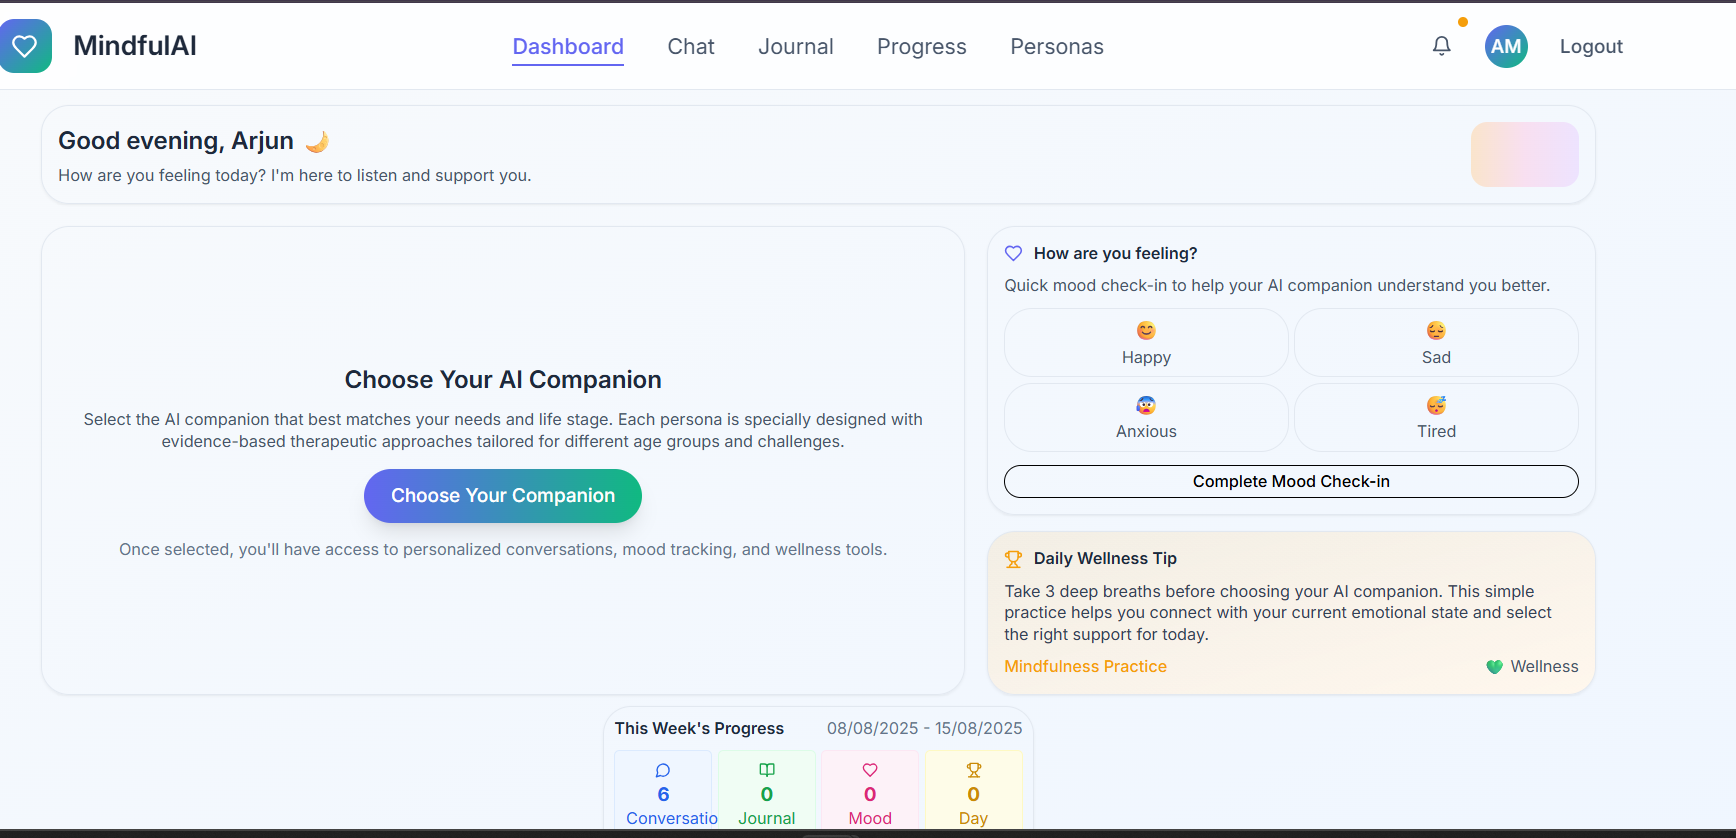 MindfulAI
Dashboard
Chat
Journal
Progress
Personas
AM
Logout
Good evening, Arjun
How are you feeling today? I'm here to listen and support you.
Choose Your AI Companion
Select the AI companion that best matches your needs and life stage. Each persona is specially designed with
evidence-based therapeutic approaches tailored for different age groups and challenges.
Choose Your Companion
Once selected, you'll have access to personalized conversations, mood tracking, and wellness tools.
How are you feeling?
Quick mood check-in to help your AI companion understand you better.
Happy
Sad
Anxious
Tired
Complete Mood Check-in
Daily Wellness Tip
Take 3 deep breaths before choosing your AI companion. This simple
practice helps you connect with your current emotional state and select
the right support for today.
Mindfulness Practice
Wellness
This Week's Progress
08/08/2025 - 15/08/2025
6
Conversatio
0
Journal
0
Mood
0
Day